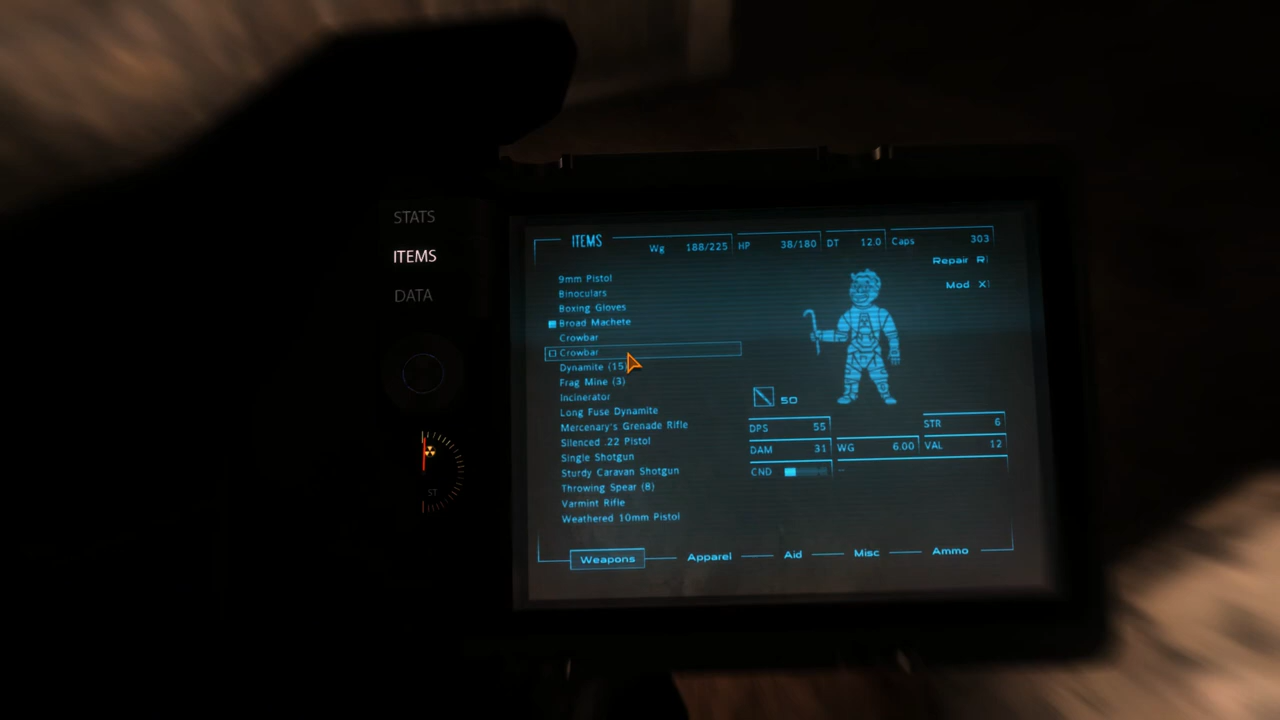 STATS
ITEMS
DATA
ST
ITEMS Wg 188/225 HP 38/180 DT 12.0 Caps 303
Repair R)
Mod X)
9mm Pistol
Binoculars
Boxing Gloves
Broad Machete
Crowbar
Crowbar
Dynamite (15)
Frag Mine (3)
Incinerator
Long Fuse Dynamite
Mercenary's Grenade Rifle
Silenced .22 Pistol
Single Shotgun
Sturdy Caravan Shotgun
Throwing Spear (8)
Varmint Rifle
Weathered 10mm Pistol
50
DPS 55 STR 6
DAM 31 WG 6.00 VAL 12
CND --
Weapons Apparel Aid Misc Ammo